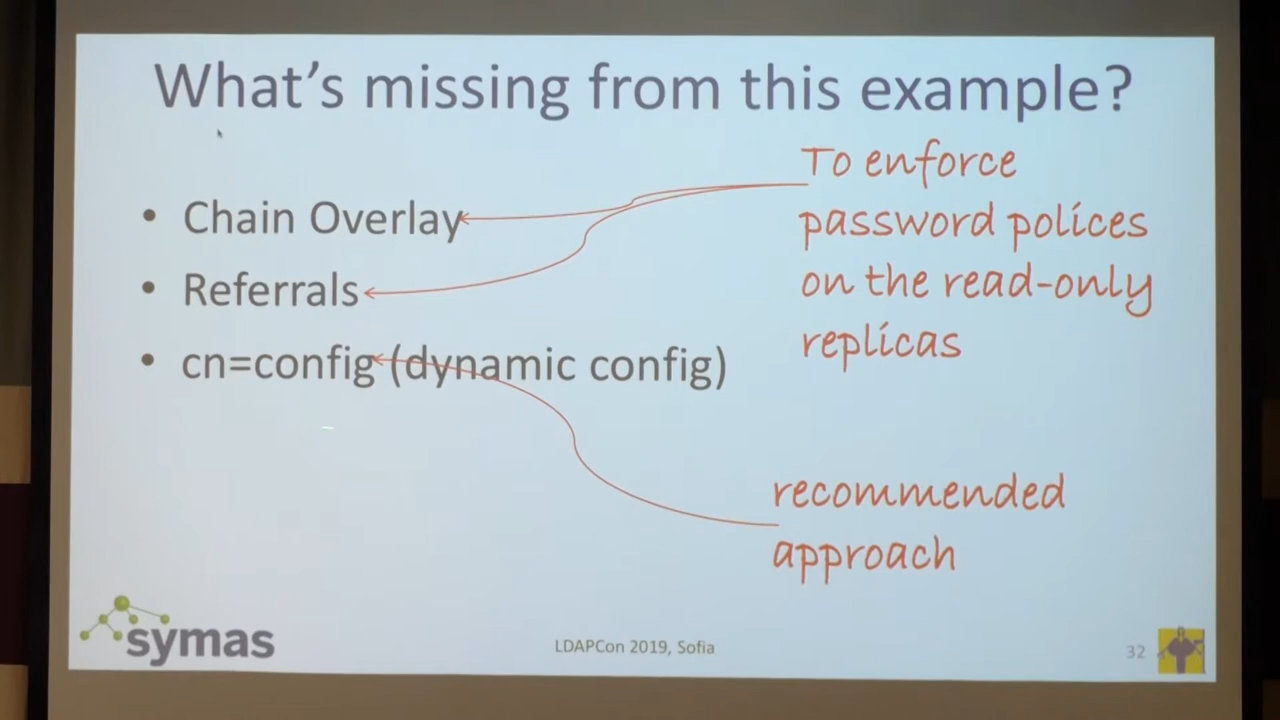 What's missing from this example?
• Chain Overlay
• Referrals
• cn=config (dynamic config)
To enforce
password polices
on the read-only
replicas
recommended
approach
symas
LDAPCon 2019, Sofia
32